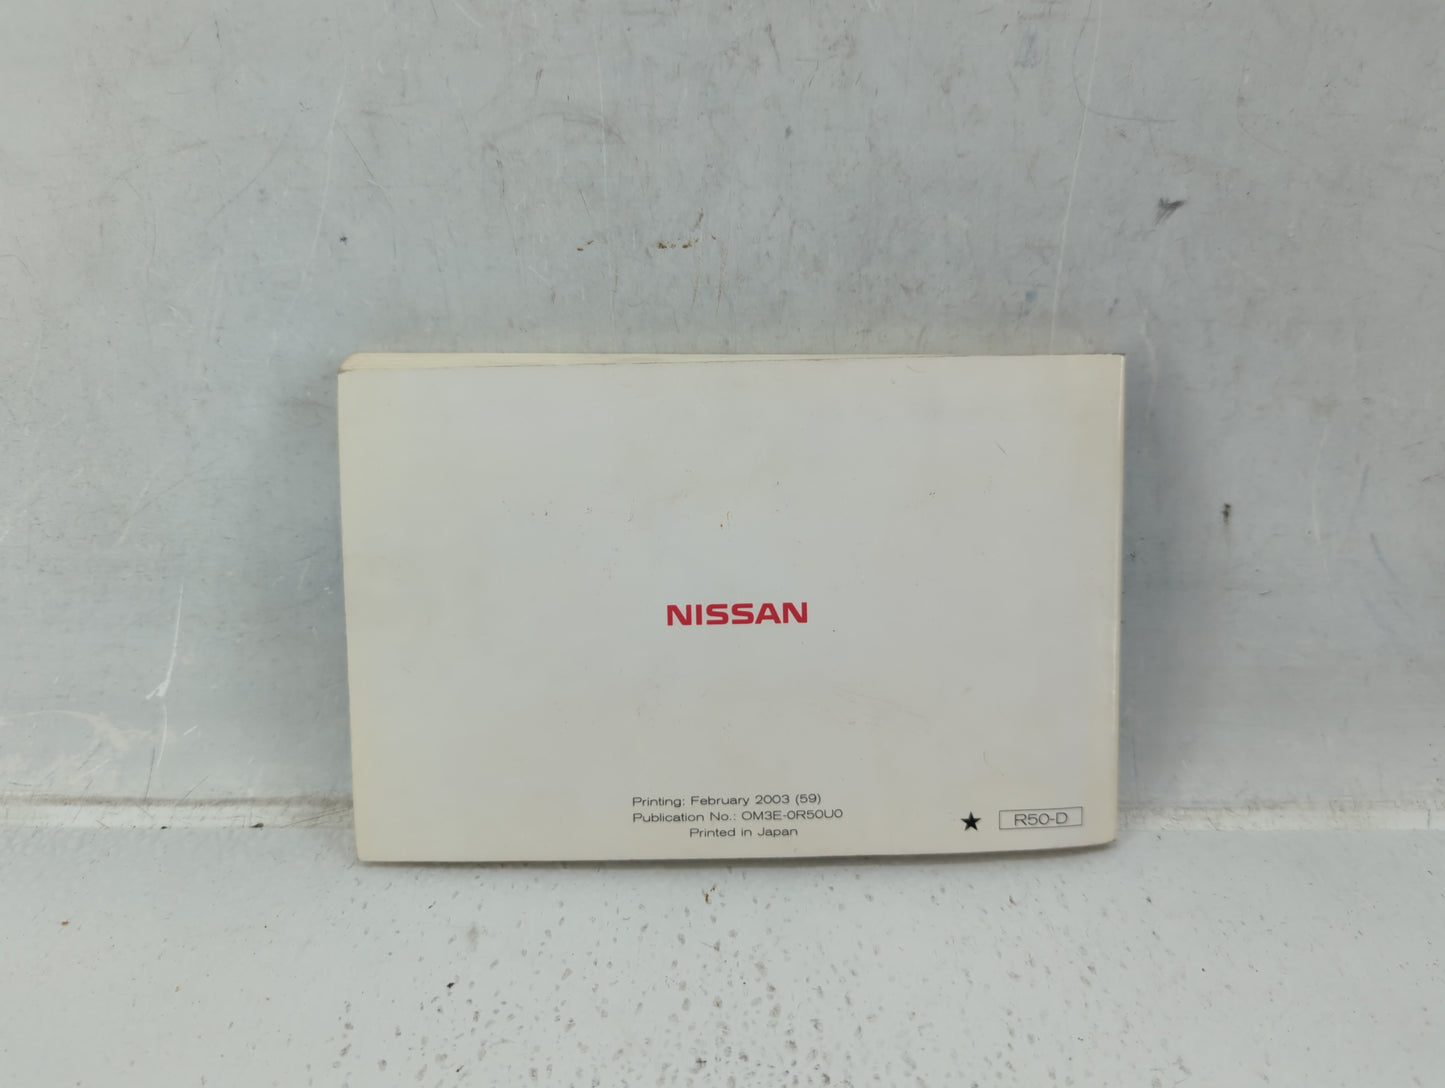 NISSAN
Printing: February 2003 (59)
Publication No.: OM3E-0R50U0
Printed in Japan
★ R50-D